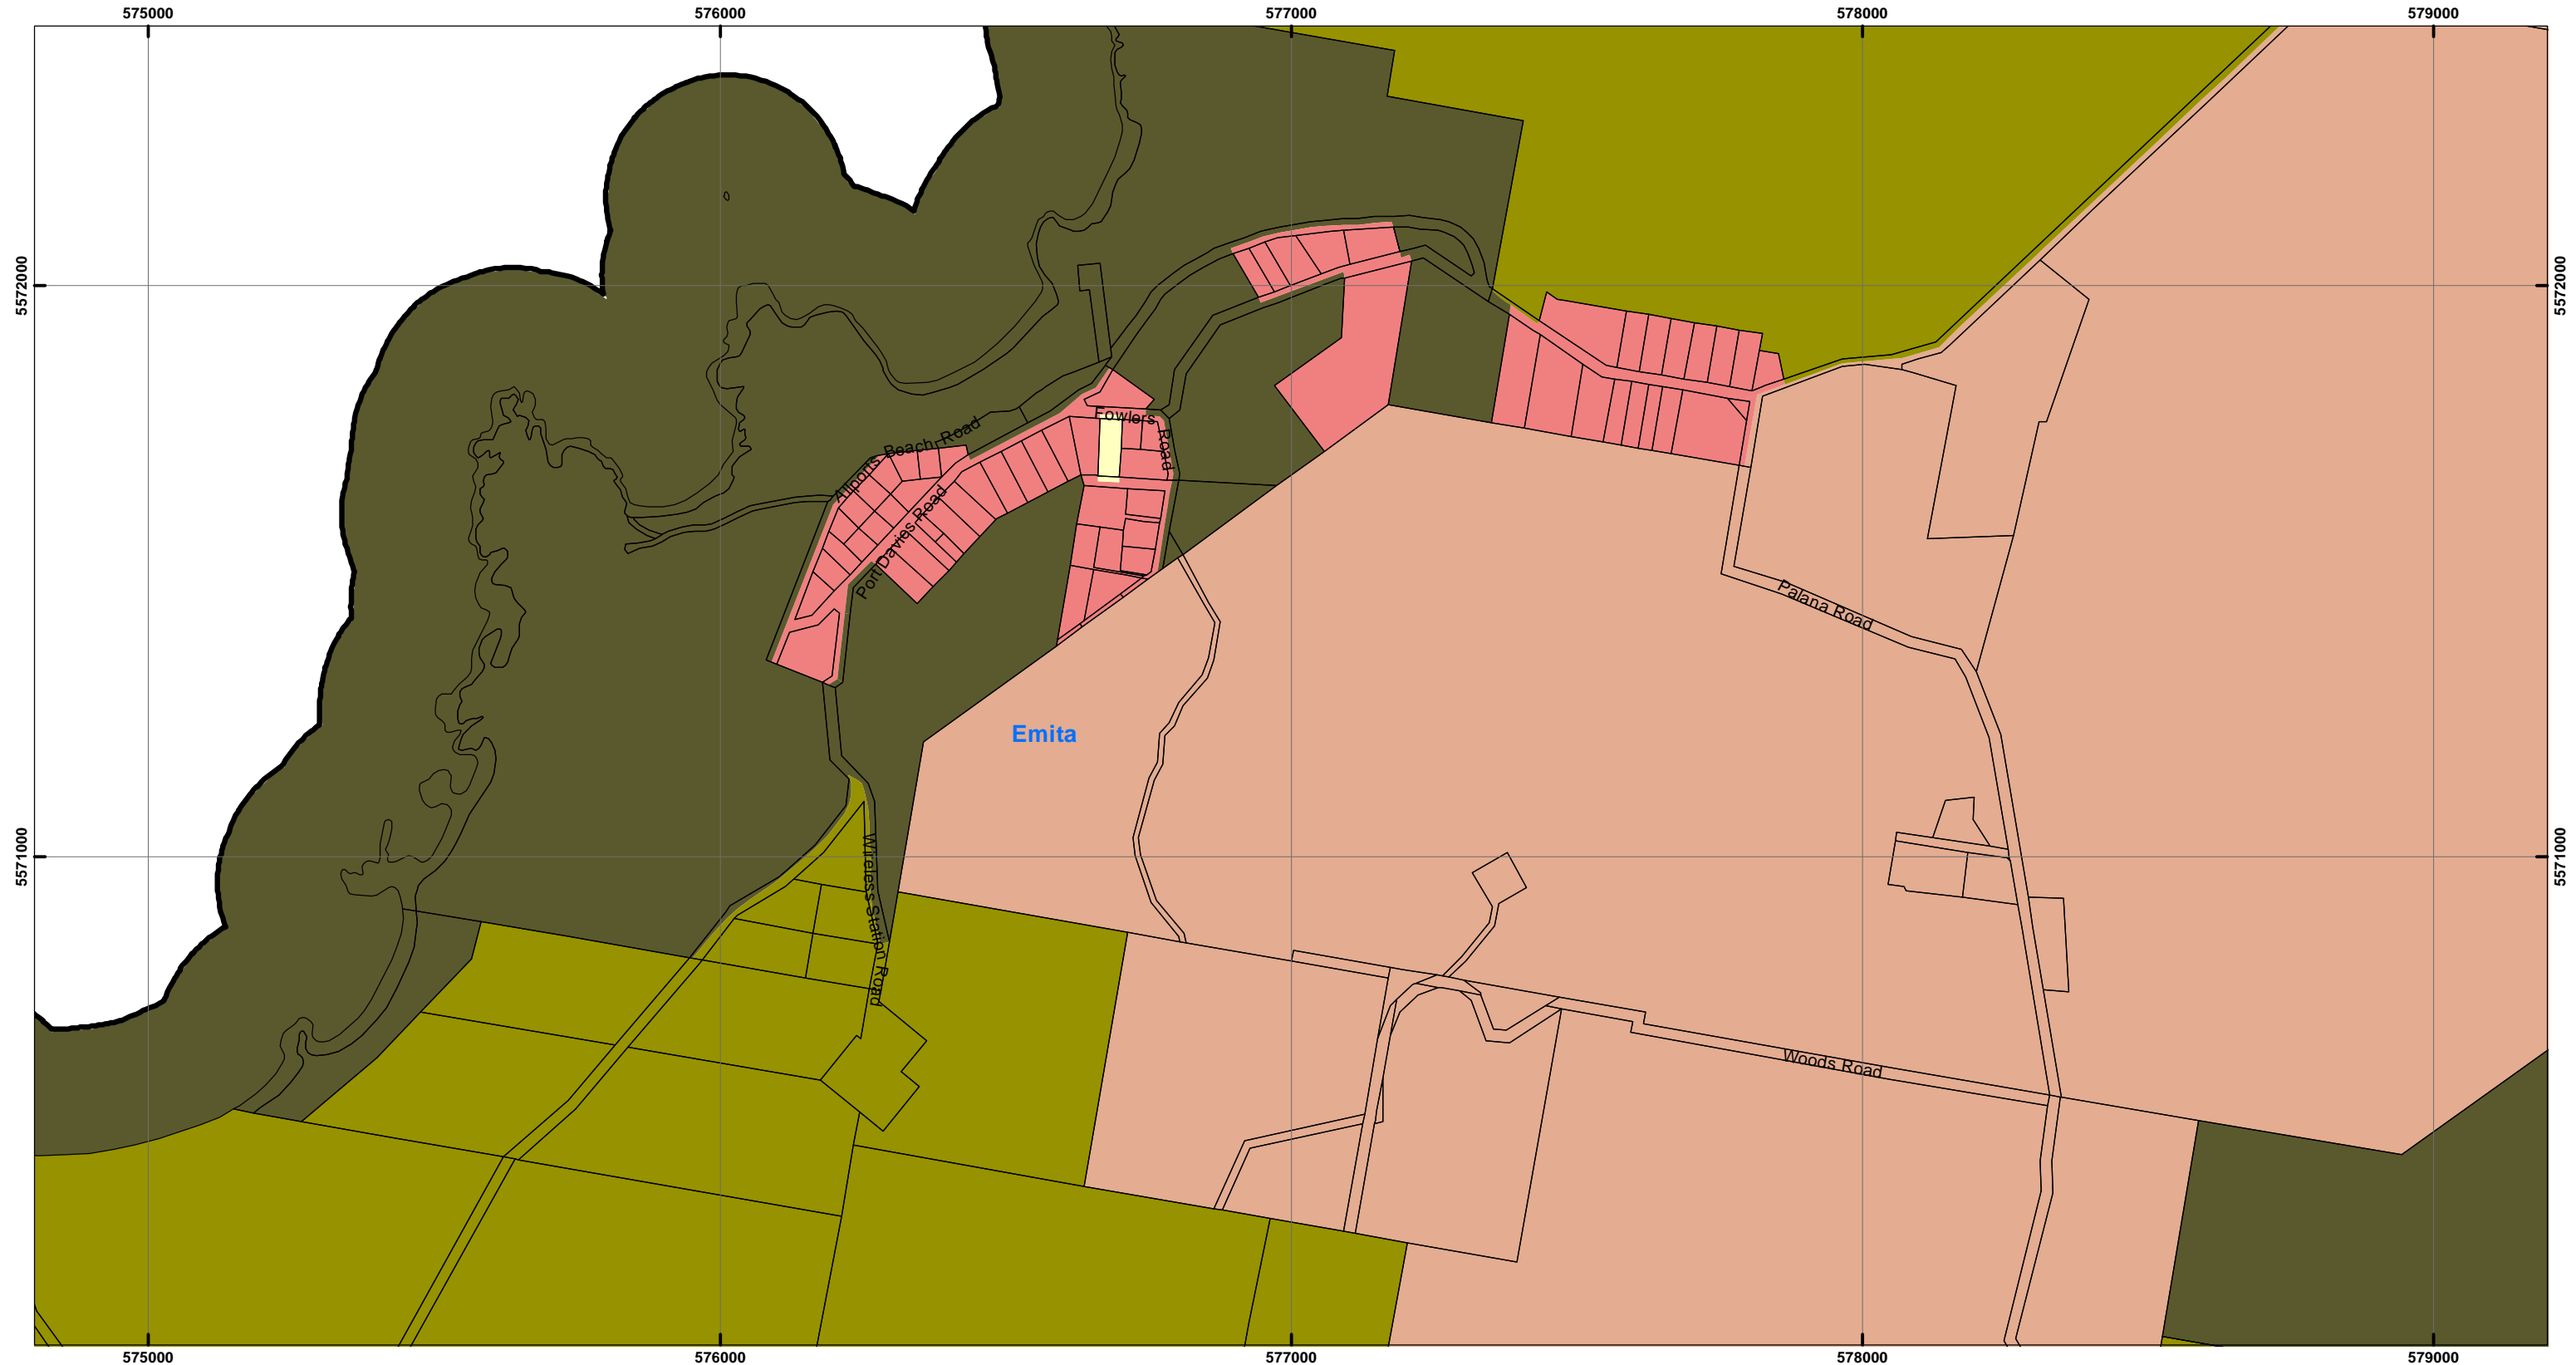 575000
576000
577000
578000
579000
5572000
5572000
Fowlers
Road
Allports Beach Road
Port Davies Road
Palana Road
Emita
5571000
5571000
Wireless Station Road
Woods Road
575000
576000
577000
578000
579000